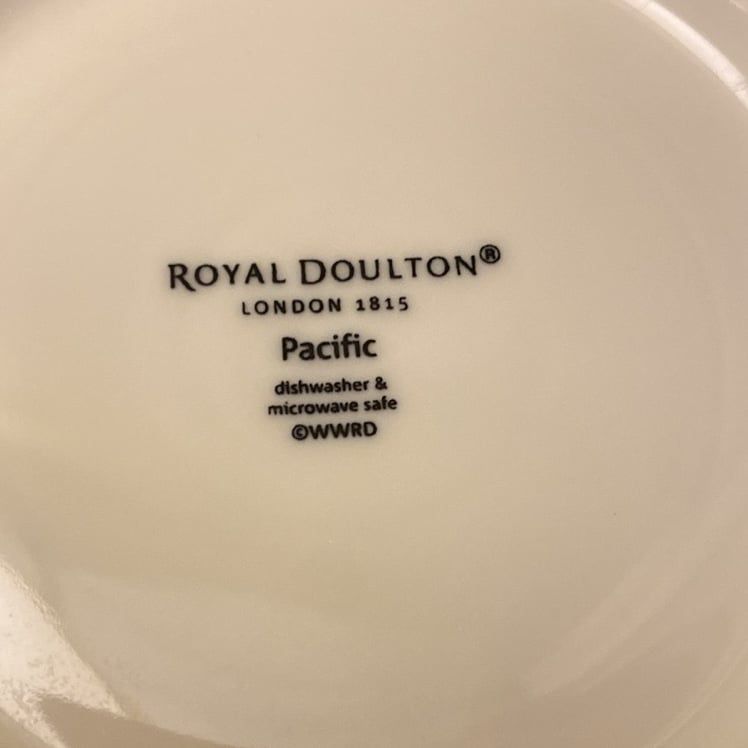 ROYAL DOULTON®
LONDON 1815
Pacific
dishwasher &
microwave safe
©WWRD